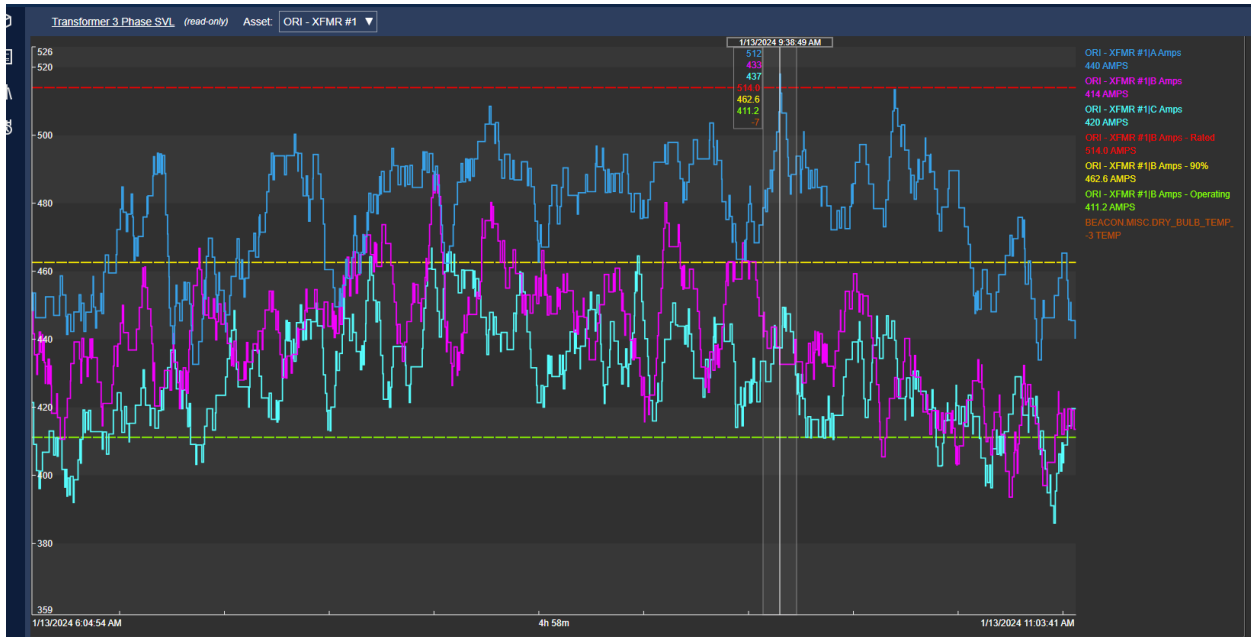 Transformer 3 Phase SVL (read-only) Asset: ORI - XFMR #1 ▼
1/13/2024 9:38:49 AM
526
520
500
480
460
440
420
400
380
359
512
433
437
514.0
462.6
411.2
-7
ORI - XFMR #1|A Amps
440 AMPS
ORI - XFMR #1|B Amps
414 AMPS
ORI - XFMR #1|C Amps
420 AMPS
ORI - XFMR #1|B Amps - Rated
514.0 AMPS
ORI - XFMR #1|B Amps - 90%
462.6 AMPS
ORI - XFMR #1|B Amps - Operating
411.2 AMPS
BEACON.MISC.DRY_BULB_TEMP_
-3 TEMP
1/13/2024 6:04:54 AM 4h 58m 1/13/2024 11:03:41 AM